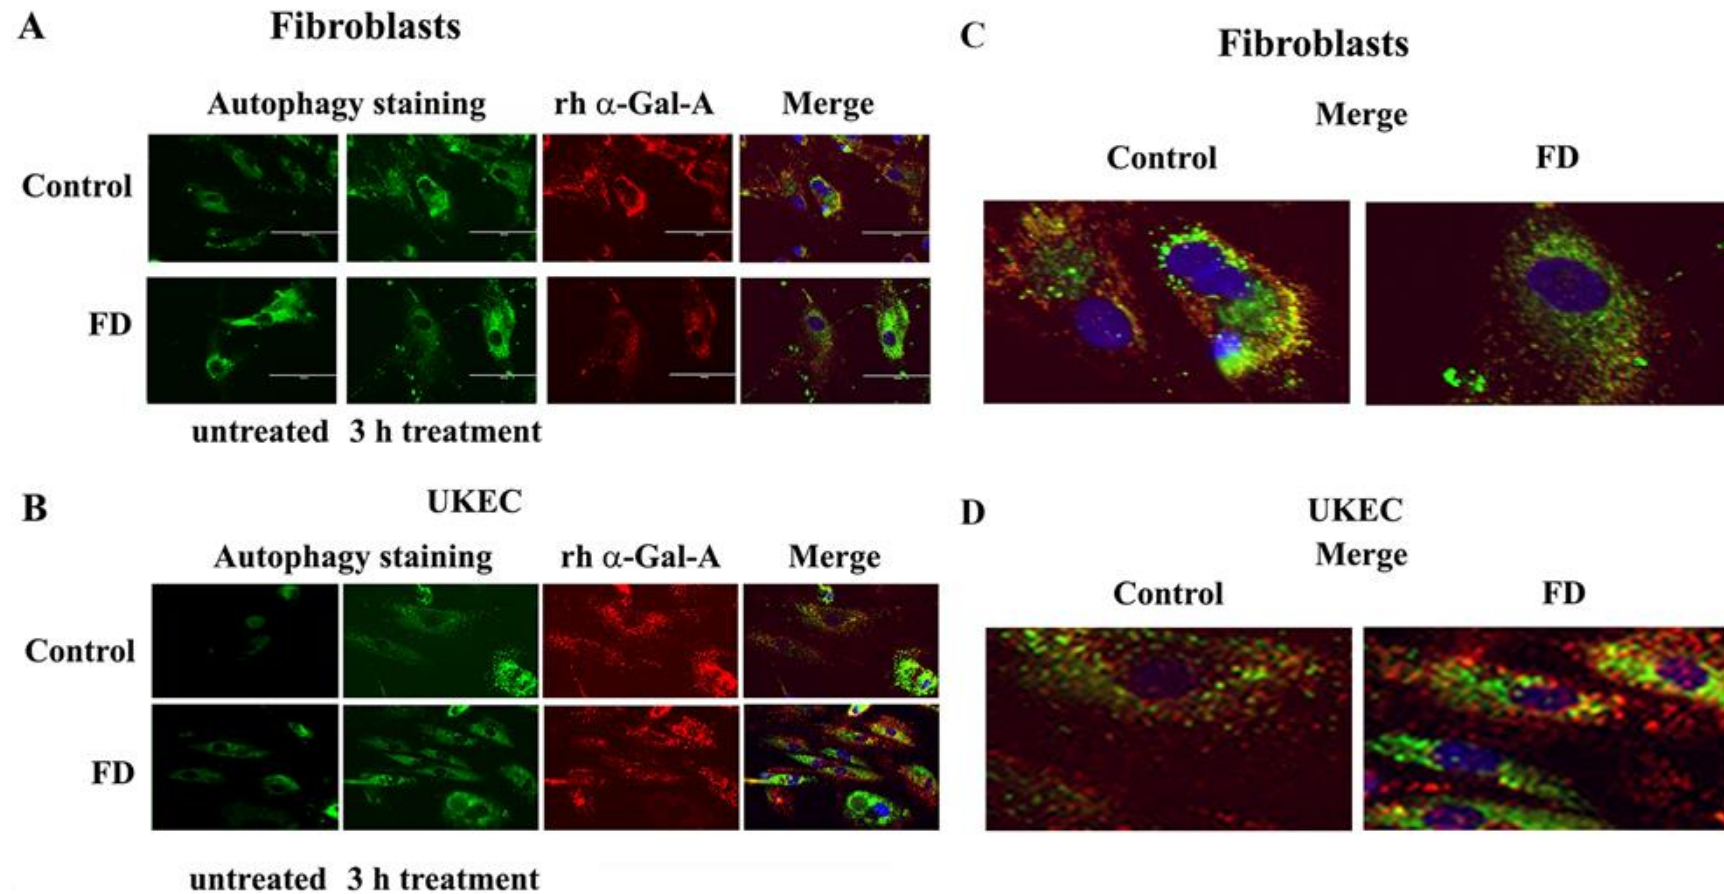 A
Fibroblasts
Autophagy staining
rh α-Gal-A
Merge
Control
FD
untreated
3 h treatment
B
UKEC
Autophagy staining
rh α-Gal-A
Merge
Control
FD
untreated
3 h treatment
C
Fibroblasts
Merge
Control
FD
D
UKEC
Merge
Control
FD